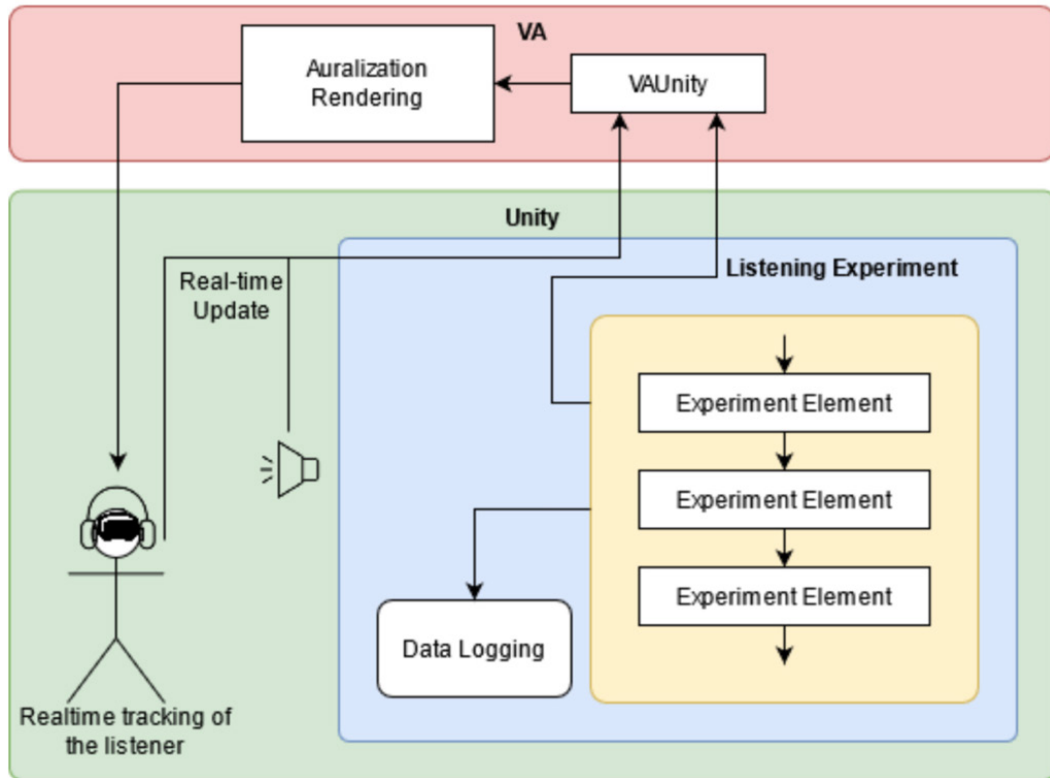 VA
Auralization
Rendering
VAUnity
Unity
Listening Experiment
Real-time
Update
Experiment Element
Experiment Element
Experiment Element
Data Logging
Realtime tracking of
the listener